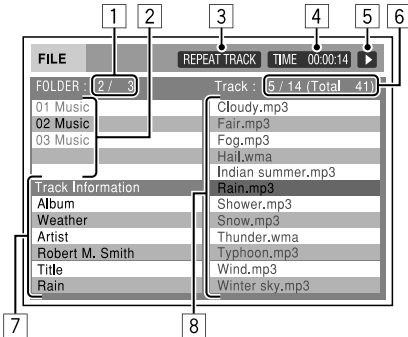 1 2 3 4 5 6
FILE REPEAT TRACK TIME 00:00:14
FOLDER : 2 / 3 Track : 5 / 14 (Total 41)
01 Music
02 Music
03 Music
Track Information
Album
Weather
Artist
Robert M. Smith
Title
Rain
Cloudy.mp3
Fair.mp3
Fog.mp3
Hail.wma
Indian summer.mp3
Rain.mp3
Shower.mp3
Snow.mp3
Thunder.wma
Typhoon.mp3
Wind.mp3
Winter sky.mp3
7 8